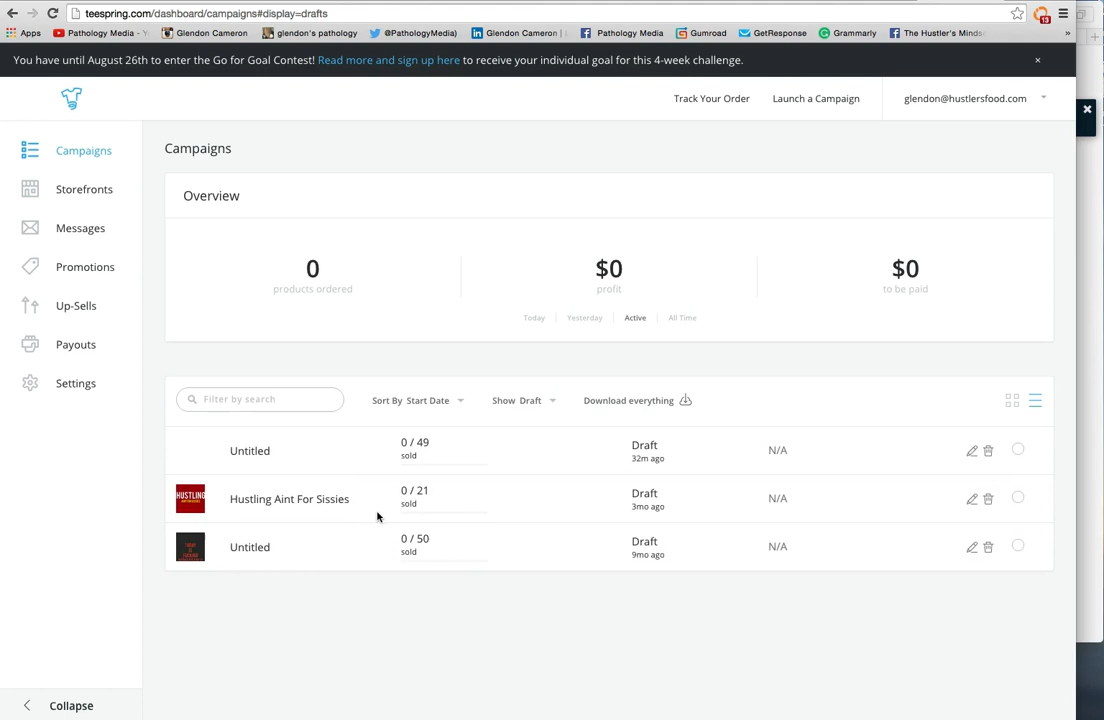 teespring.com/dashboard/campaigns#display=drafts
13
Apps
Pathology Media - Y
Glendon Cameron
glendon's pathology
@PathologyMedia)
Glendon Cameron |
Pathology Media
Gumroad
GetResponse
Grammarly
The Hustler's Minds
»
You have until August 26th to enter the Go for Goal Contest! Read more and sign up here to receive your individual goal for this 4-week challenge.
×
Track Your Order
Launch a Campaign
glendon@hustlersfood.com
Campaigns
Storefronts
Messages
Promotions
Up-Sells
Payouts
Settings
Collapse
Campaigns
Overview
0
products ordered
$0
profit
$0
to be paid
Today
Yesterday
Active
All Time
Filter by search
Sort By Start Date
Show Draft
Download everything
Untitled
0 / 49
sold
Draft
32m ago
N/A
HUSTLING
Hustling Aint For Sissies
0 / 21
sold
Draft
3mo ago
N/A
Untitled
0 / 50
sold
Draft
9mo ago
N/A